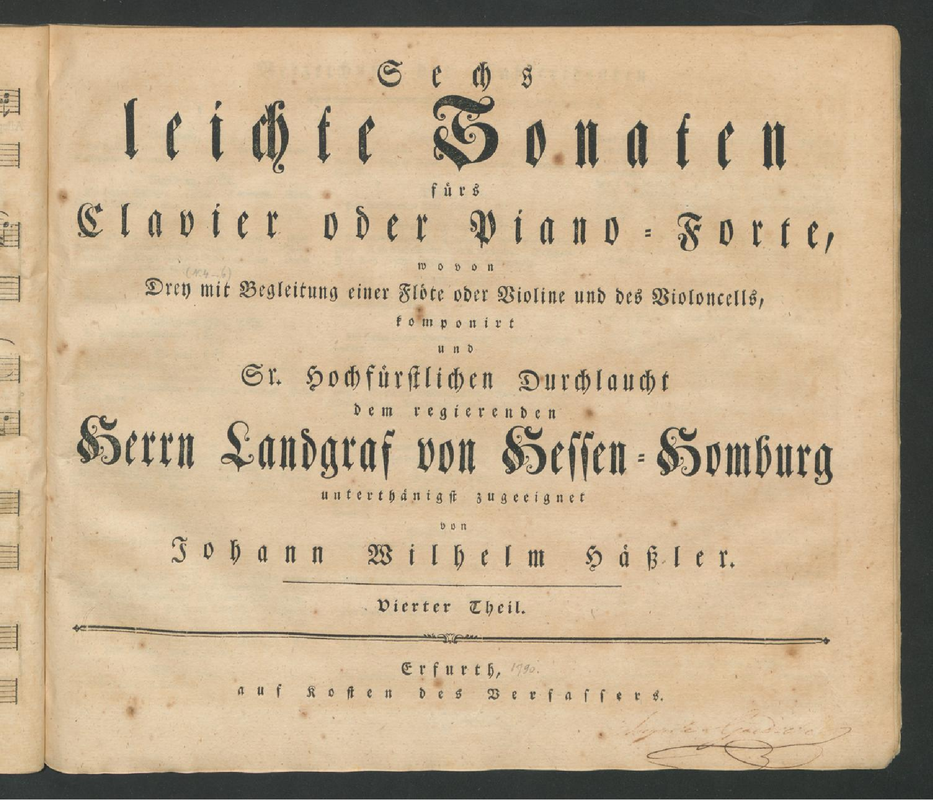 Sechs
leichte Sonaten
fürs
Clavier oder Piano-Forte,
wovon
(N. 4-6)
Drey mit Begleitung einer Flöte oder Violine und des Violoncells,
komponirt
und
Sr. Hochfürstlichen Durchlaucht
dem regierenden
Herrn Landgraf von Hessen-Homburg
unterthänigst zugeeignet
von
Johann Wilhelm Häßler.
Vierter Theil.
Erfurth, 1790.
auf Kosten des Verfassers.